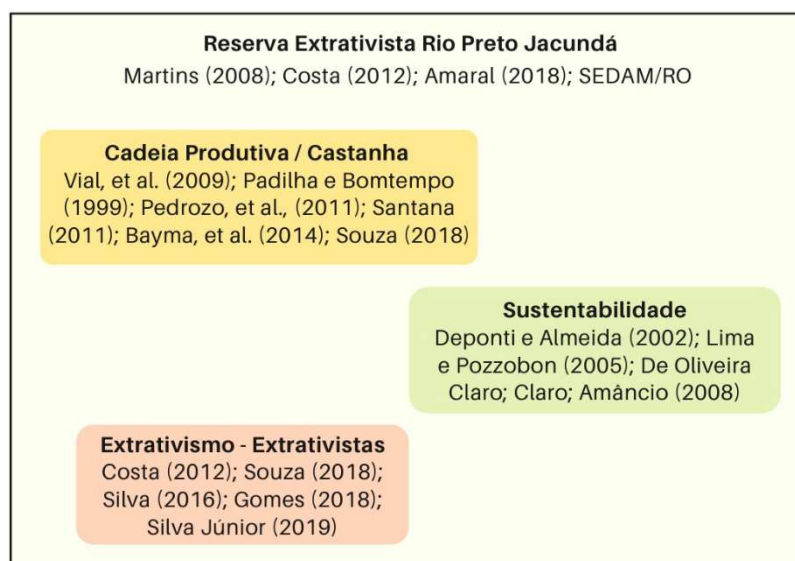 Reserva Extrativista Rio Preto Jacundá
Martins (2008); Costa (2012); Amaral (2018); SEDAM/RO
Cadeia Produtiva / Castanha
Vial, et al. (2009); Padilha e Bomtempo
(1999); Pedrozo, et al., (2011); Santana
(2011); Bayma, et al. (2014); Souza (2018)
Sustentabilidade
Deponti e Almeida (2002); Lima
e Pozzobon (2005); De Oliveira
Claro; Claro; Amâncio (2008)
Extrativismo - Extrativistas
Costa (2012); Souza (2018);
Silva (2016); Gomes (2018);
Silva Júnior (2019)